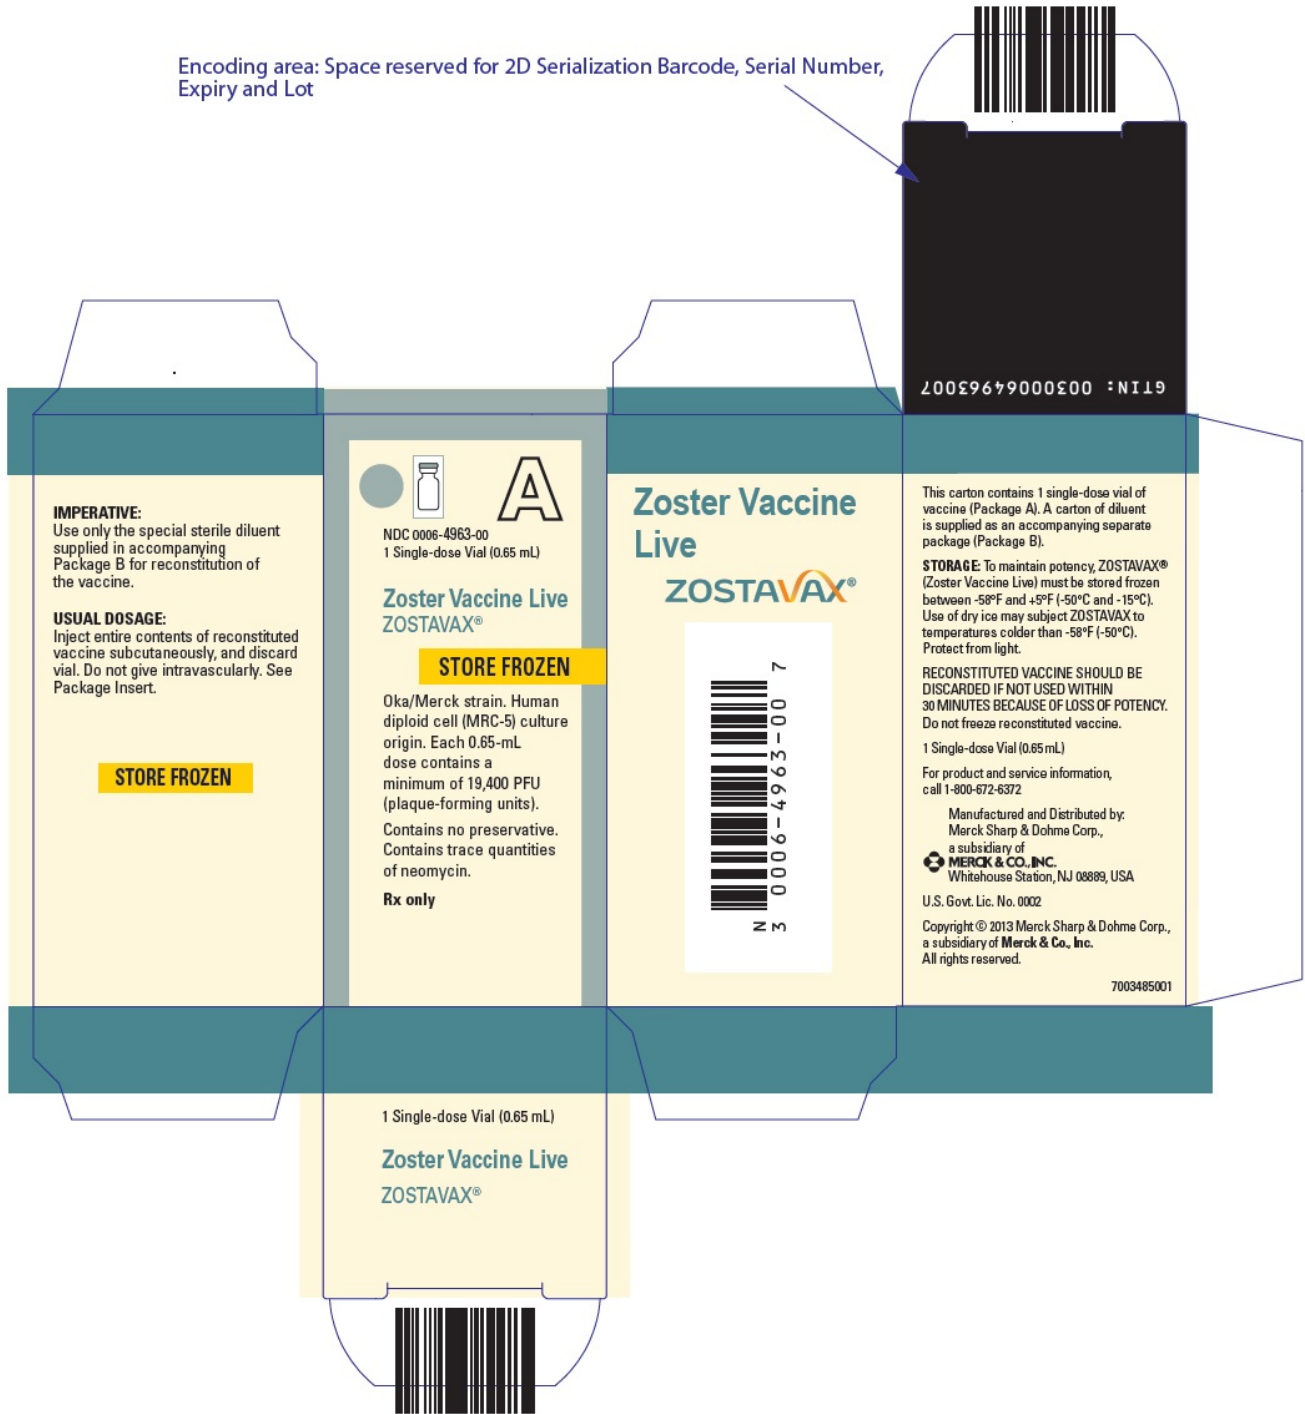 Encoding area: Space reserved for 2D Serialization Barcode, Serial Number,
Expiry and Lot
GTIN: 00300064963007
IMPERATIVE:
Use only the special sterile diluent
supplied in accompanying
Package B for reconstitution of
the vaccine.
USUAL DOSAGE:
Inject entire contents of reconstituted
vaccine subcutaneously, and discard
vial. Do not give intravascularly. See
Package Insert.
STORE FROZEN
A
NDC 0006-4963-00
1 Single-dose Vial (0.65 mL)
Zoster Vaccine Live
ZOSTAVAX®
STORE FROZEN
Oka/Merck strain. Human
diploid cell (MRC-5) culture
origin. Each 0.65-mL
dose contains a
minimum of 19,400 PFU
(plaque-forming units).
Contains no preservative.
Contains trace quantities
of neomycin.
Rx only
Zoster Vaccine
Live
ZOSTAVAX®
N
3 0006-4963-00 7
This carton contains 1 single-dose vial of
vaccine (Package A). A carton of diluent
is supplied as an accompanying separate
package (Package B).
STORAGE: To maintain potency, ZOSTAVAX®
(Zoster Vaccine Live) must be stored frozen
between -58°F and +5°F (-50°C and -15°C).
Use of dry ice may subject ZOSTAVAX to
temperatures colder than -58°F (-50°C).
Protect from light.
RECONSTITUTED VACCINE SHOULD BE
DISCARDED IF NOT USED WITHIN
30 MINUTES BECAUSE OF LOSS OF POTENCY.
Do not freeze reconstituted vaccine.
1 Single-dose Vial (0.65 mL)
For product and service information,
call 1-800-672-6372
Manufactured and Distributed by:
Merck Sharp & Dohme Corp.,
a subsidiary of
MERCK & CO., INC.
Whitehouse Station, NJ 08889, USA
U.S. Govt. Lic. No. 0002
Copyright © 2013 Merck Sharp & Dohme Corp.,
a subsidiary of Merck & Co., Inc.
All rights reserved.
7003485001
1 Single-dose Vial (0.65 mL)
Zoster Vaccine Live
ZOSTAVAX®